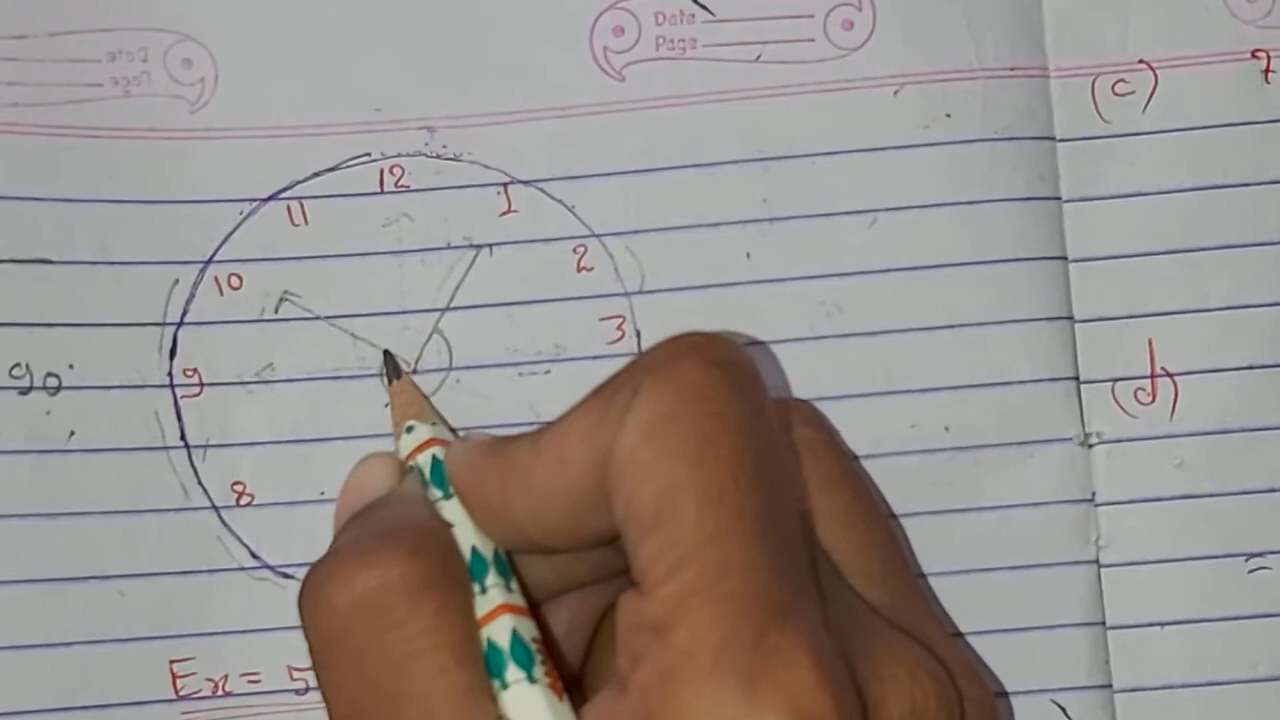 Date
Page
(c) 7
12
11 1
10 2
3
90° 9
(d)
8
=
Ex = 5